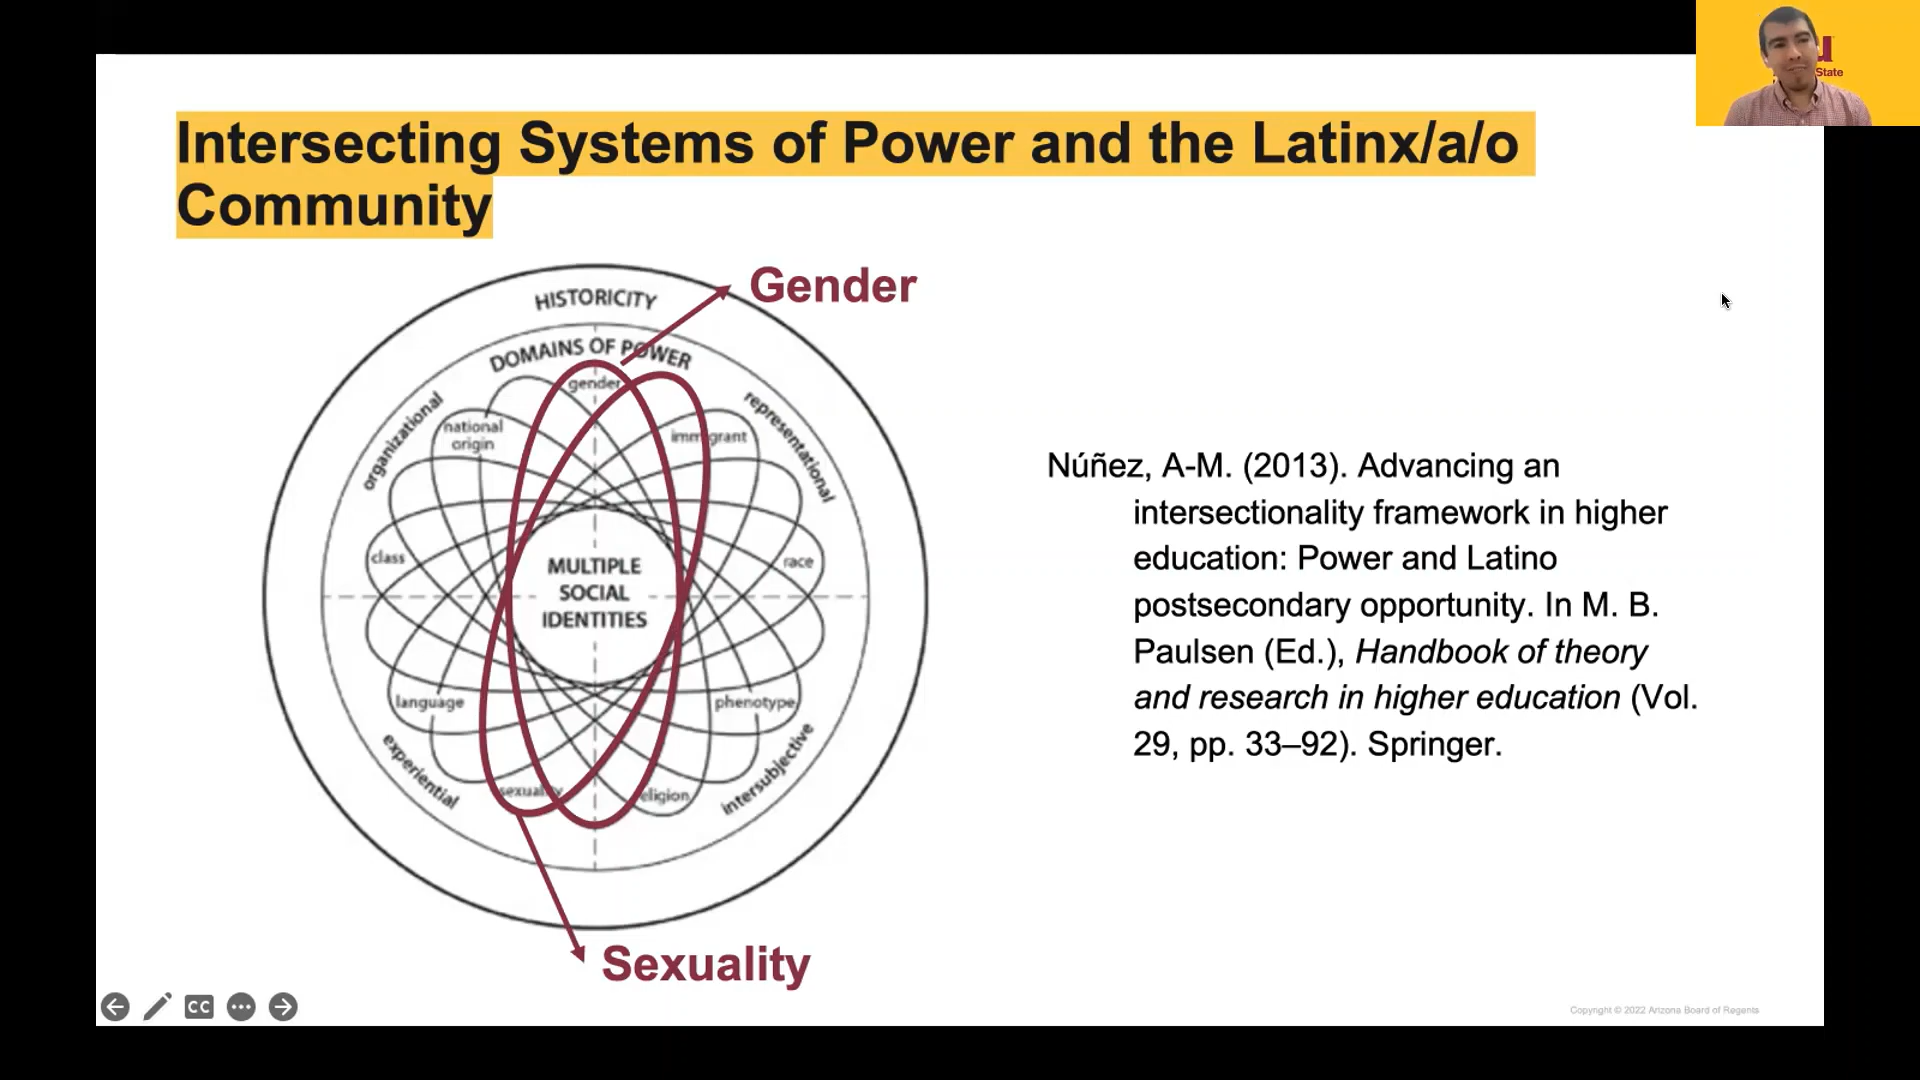 State
Intersecting Systems of Power and the Latinx/a/o
Community
Gender
HISTORICITY
DOMAINS OF POWER
gender
organizational
representational
national
origin
immigrant
class
race
MULTIPLE
SOCIAL
IDENTITIES
language
phenotype
experiential
intersubjective
sexuality
eligion
Sexuality
Núñez, A-M. (2013). Advancing an
intersectionality framework in higher
education: Power and Latino
postsecondary opportunity. In M. B.
Paulsen (Ed.), Handbook of theory
and research in higher education (Vol.
29, pp. 33–92). Springer.
CC
Copyright © 2022 Arizona Board of Regents